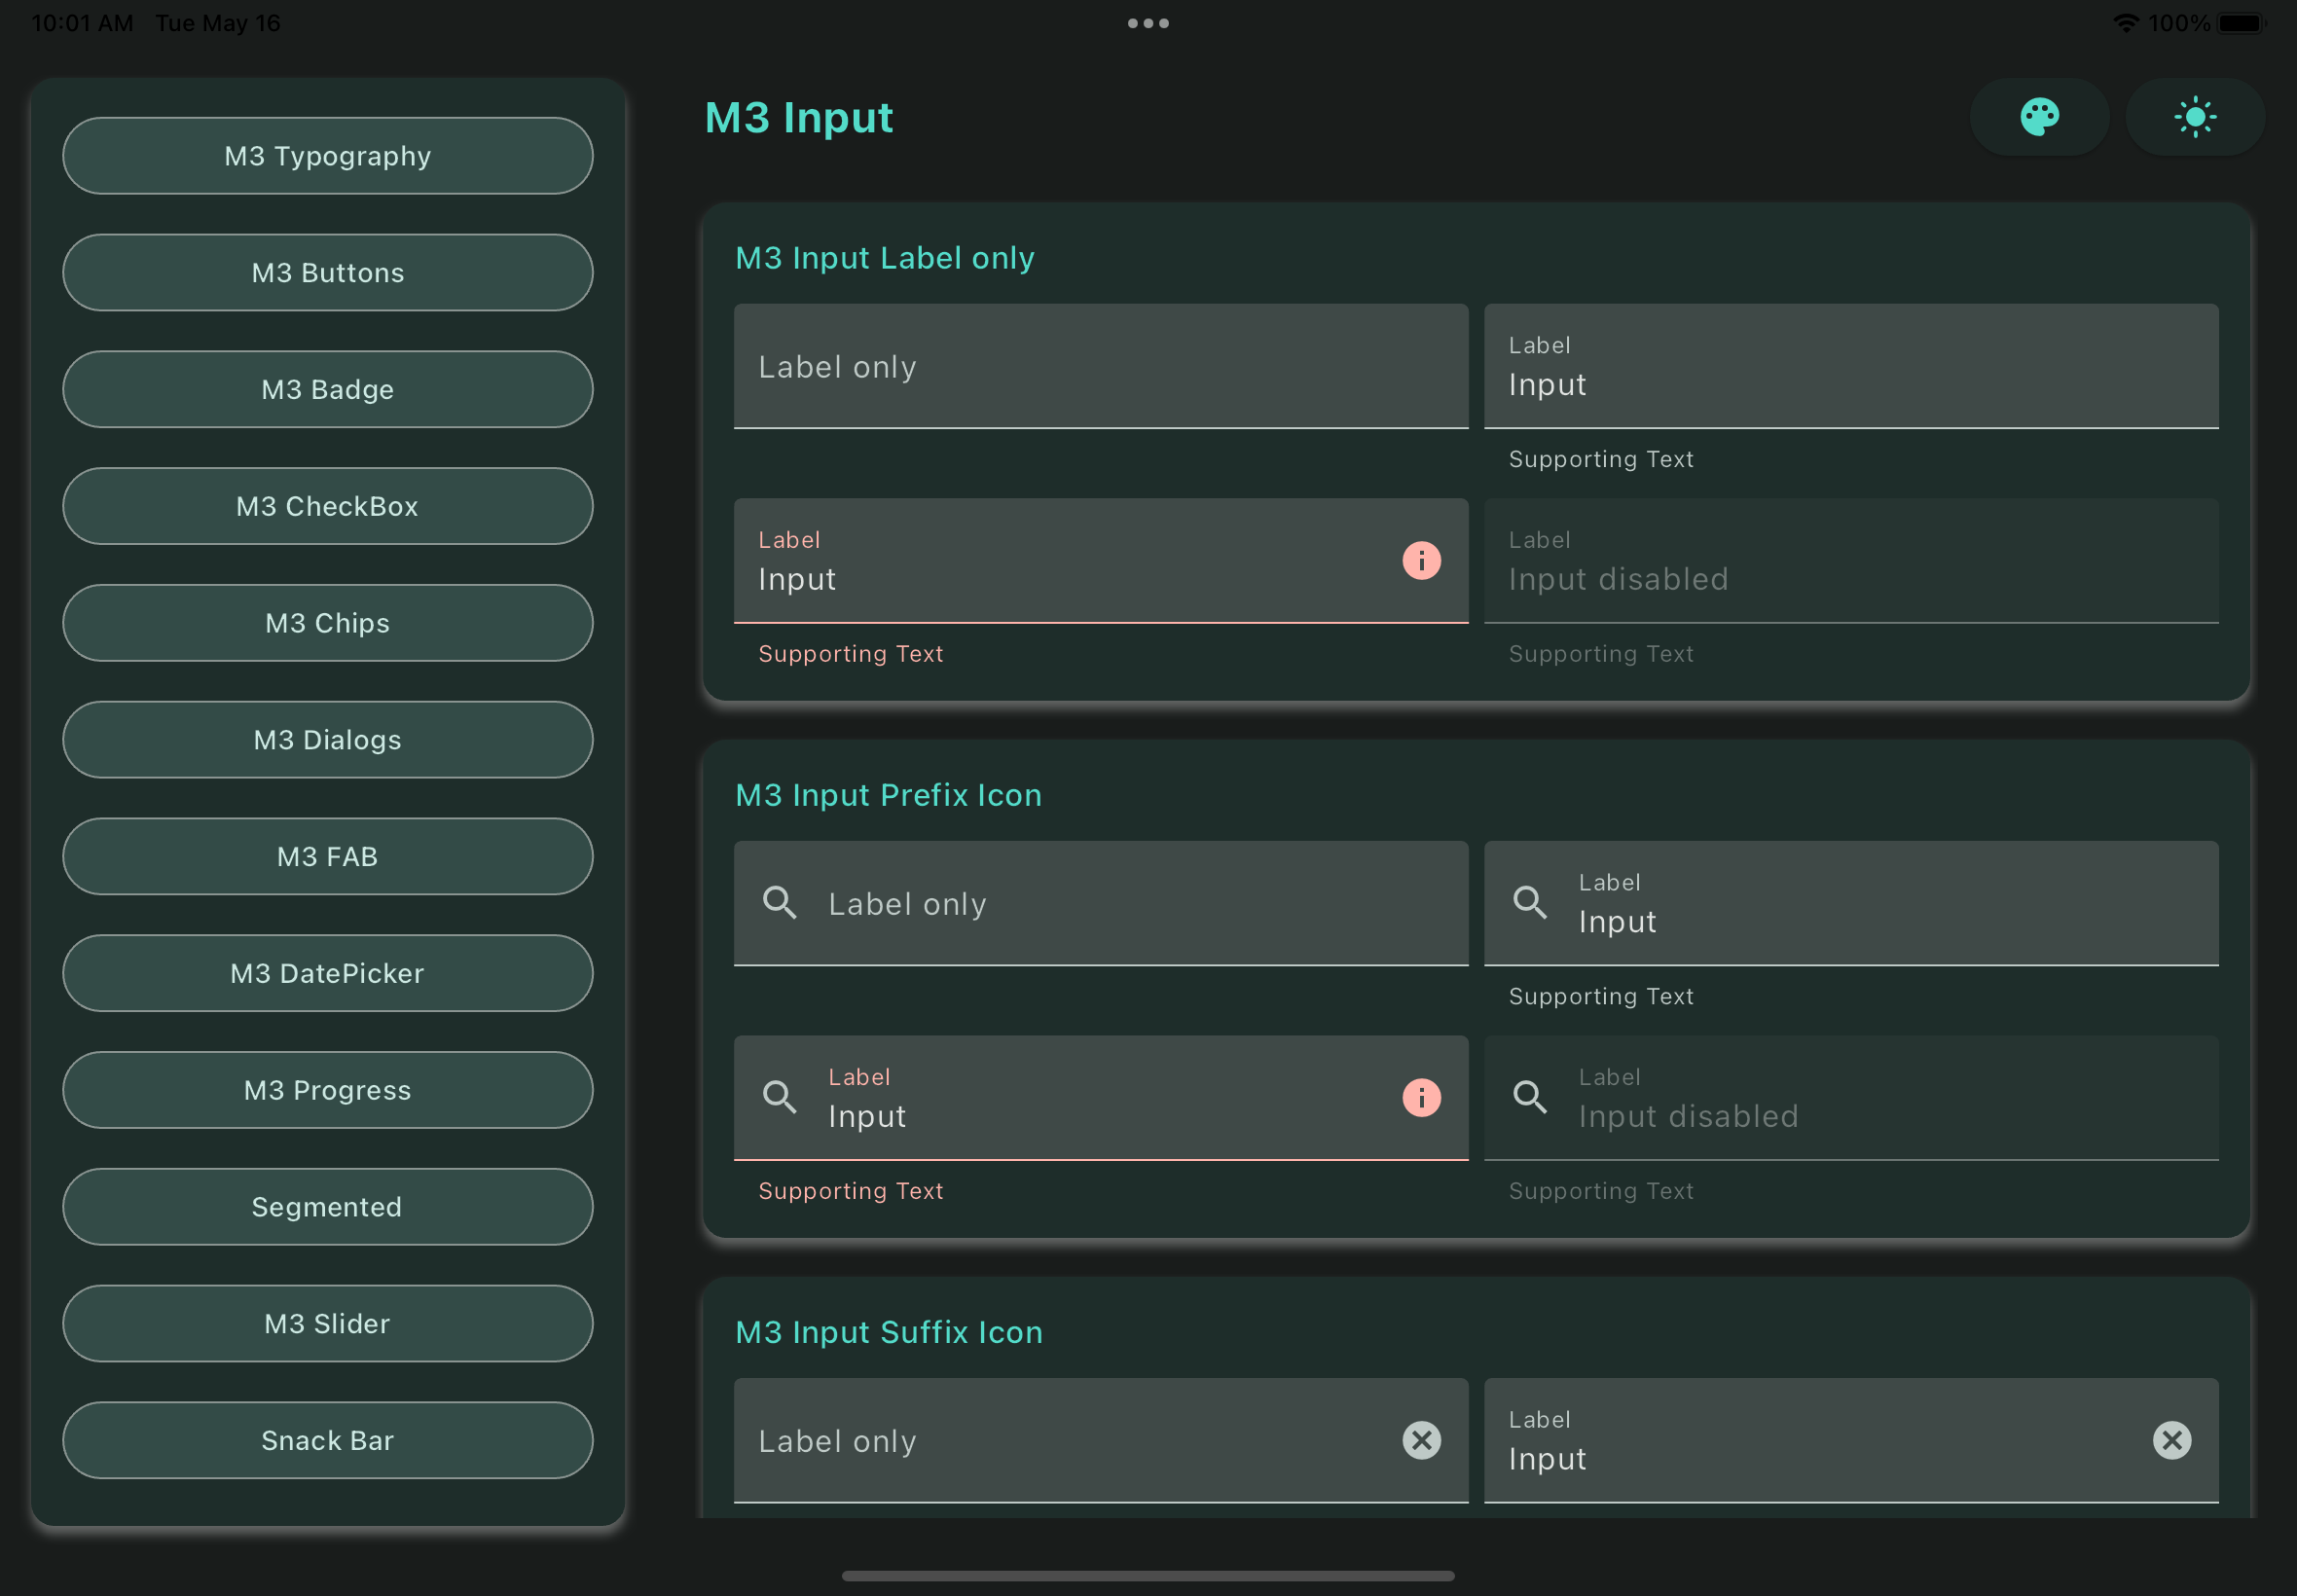 10:01 AM Tue May 16
100%
M3 Typography
M3 Buttons
M3 Badge
M3 CheckBox
M3 Chips
M3 Dialogs
M3 FAB
M3 DatePicker
M3 Progress
Segmented
M3 Slider
Snack Bar
M3 Input
M3 Input Label only
Label only
Label
Input
Supporting Text
Label
Input
Supporting Text
Label
Input disabled
Supporting Text
M3 Input Prefix Icon
Label only
Label
Input
Supporting Text
Label
Input
Supporting Text
Label
Input disabled
Supporting Text
M3 Input Suffix Icon
Label only
Label
Input